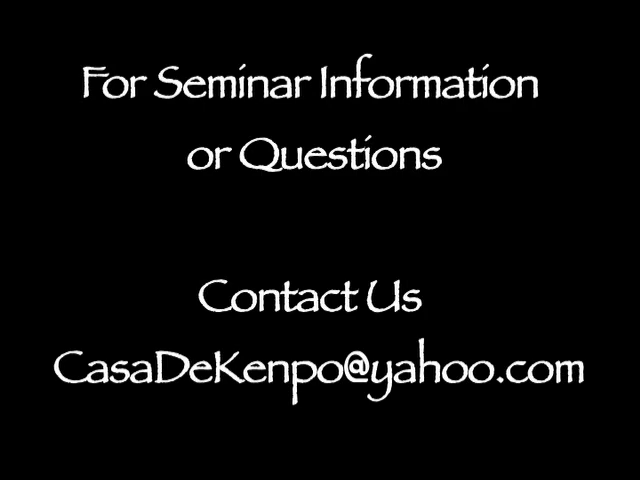 For Seminar Information
or Questions
Contact Us
CasaDeKenpo@yahoo.com